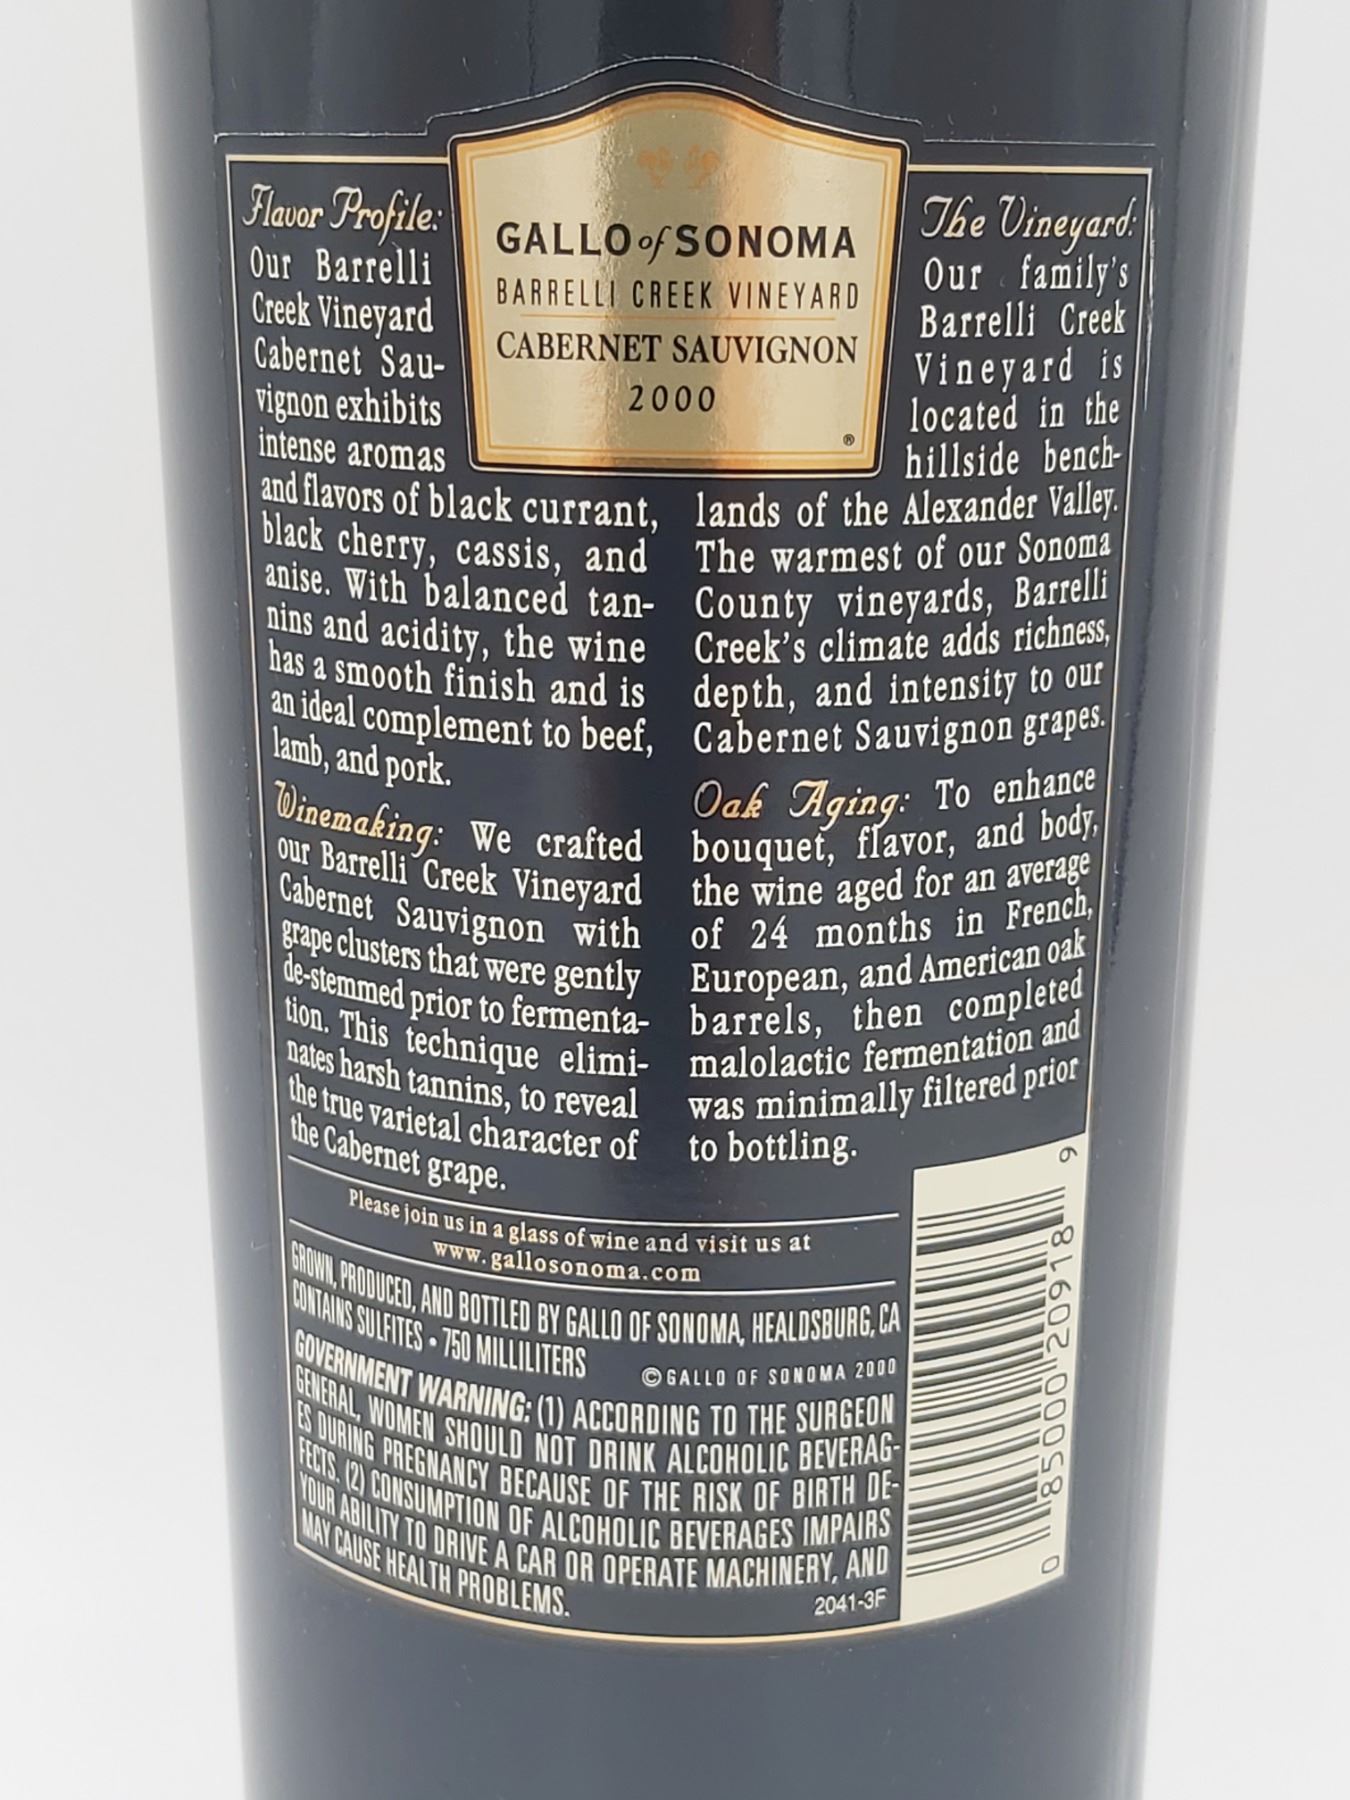 GALLO of SONOMA
BARRELLI CREEK VINEYARD
CABERNET SAUVIGNON
2000
®
Flavor Profile:
Our Barrelli
Creek Vineyard
Cabernet Sau-
vignon exhibits
intense aromas
and flavors of black currant,
black cherry, cassis, and
anise. With balanced tan-
nins and acidity, the wine
has a smooth finish and is
an ideal complement to beef,
lamb, and pork.
Winemaking: We crafted
our Barrelli Creek Vineyard
Cabernet Sauvignon with
grape clusters that were gently
de-stemmed prior to fermenta-
tion. This technique elimi-
nates harsh tannins, to reveal
the true varietal character of
the Cabernet grape.
The Vineyard:
Our family's
Barrelli Creek
Vineyard is
located in the
hillside bench-
lands of the Alexander Valley.
The warmest of our Sonoma
County vineyards, Barrelli
Creek's climate adds richness,
depth, and intensity to our
Cabernet Sauvignon grapes.
Oak Aging: To enhance
bouquet, flavor, and body,
the wine aged for an average
of 24 months in French,
European, and American oak
barrels, then completed
malolactic fermentation and
was minimally filtered prior
to bottling.
Please join us in a glass of wine and visit us at
www.gallosonoma.com
GROWN, PRODUCED, AND BOTTLED BY GALLO OF SONOMA, HEALDSBURG, CA
CONTAINS SULFITES • 750 MILLILITERS
© GALLO OF SONOMA 2000
GOVERNMENT WARNING: (1) ACCORDING TO THE SURGEON
GENERAL, WOMEN SHOULD NOT DRINK ALCOHOLIC BEVERAG-
ES DURING PREGNANCY BECAUSE OF THE RISK OF BIRTH DE-
FECTS. (2) CONSUMPTION OF ALCOHOLIC BEVERAGES IMPAIRS
YOUR ABILITY TO DRIVE A CAR OR OPERATE MACHINERY, AND
MAY CAUSE HEALTH PROBLEMS.
2041-3F
0 85000 20918 9